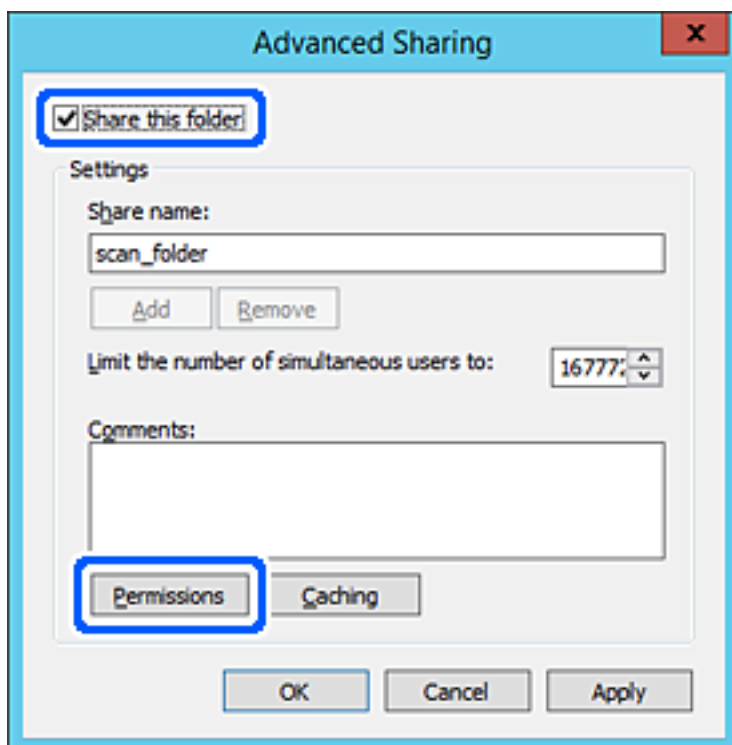 Advanced Sharing
x
Share this folder
Settings
Share name:
scan_folder
Add Remove
Limit the number of simultaneous users to:
Comments:
Permissions Caching
OK Cancel Apply